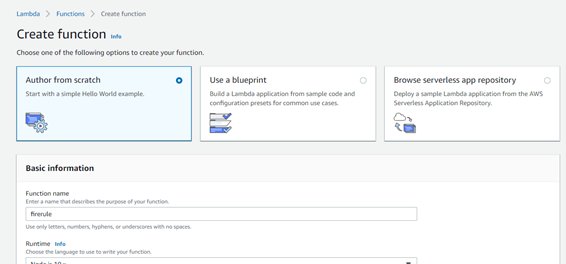 Lambda > Functions > Create function
Create function Info
Choose one of the following options to create your function.
Author from scratch
Start with a simple Hello World example.
Use a blueprint
Build a Lambda application from sample code and
configuration presets for common use cases.
Browse serverless app repository
Deploy a sample Lambda application from the AWS
Serverless Application Repository.
Basic information
Function name
Enter a name that describes the purpose of your function.
firerule
Use only letters, numbers, hyphens, or underscores with no spaces.
Runtime Info
Choose the language to use to write your function.